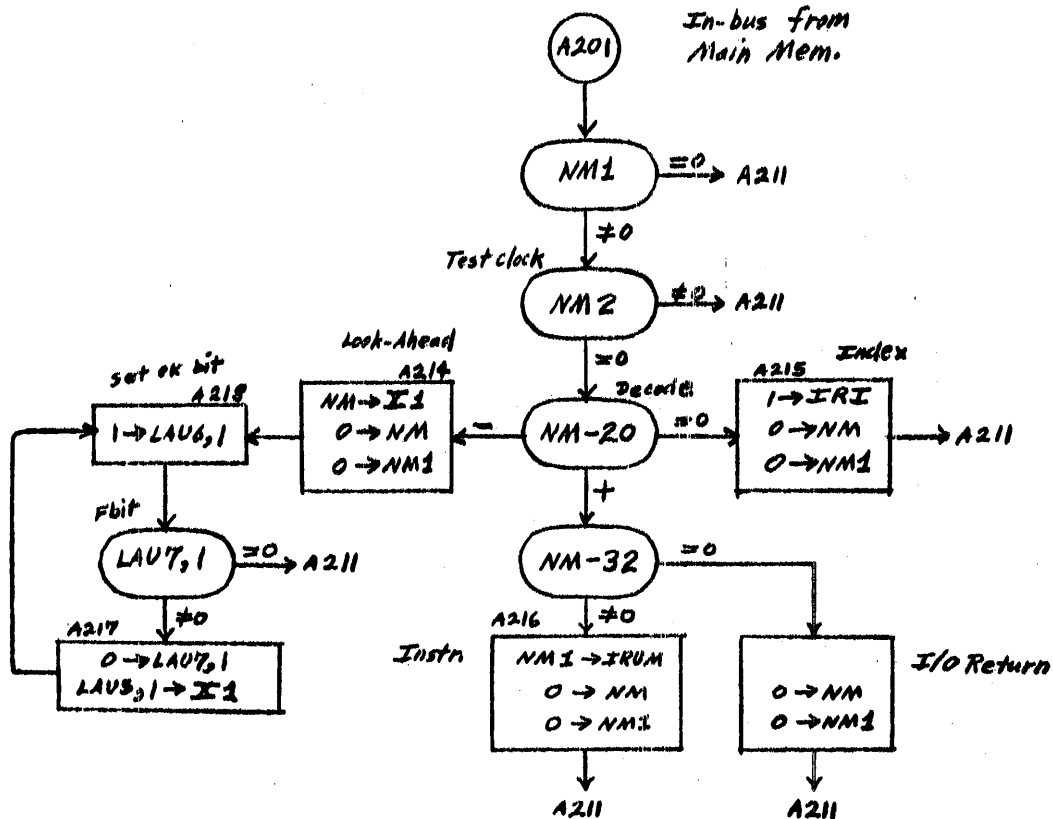 A201
In-bus from
Main Mem.
NM1
=0
A211
≠0
Test clock
NM2
≠0
A211
=0
Look-Ahead
A214
NM→I1
0→NM
0→NM1
set OK bit
A218
1→LAU6,1
Decode
NM-20
-
=0
+
Index
A215
1→IRI
0→NM
0→NM1
A211
Fbit
LAU7,1
=0
A211
≠0
A217
0→LAU7,1
LAU5,1→I1
NM-32
=0
≠0
A216
Instn
NM1→IRUM
0→NM
0→NM1
A211
I/O Return
0→NM
0→NM1
A211